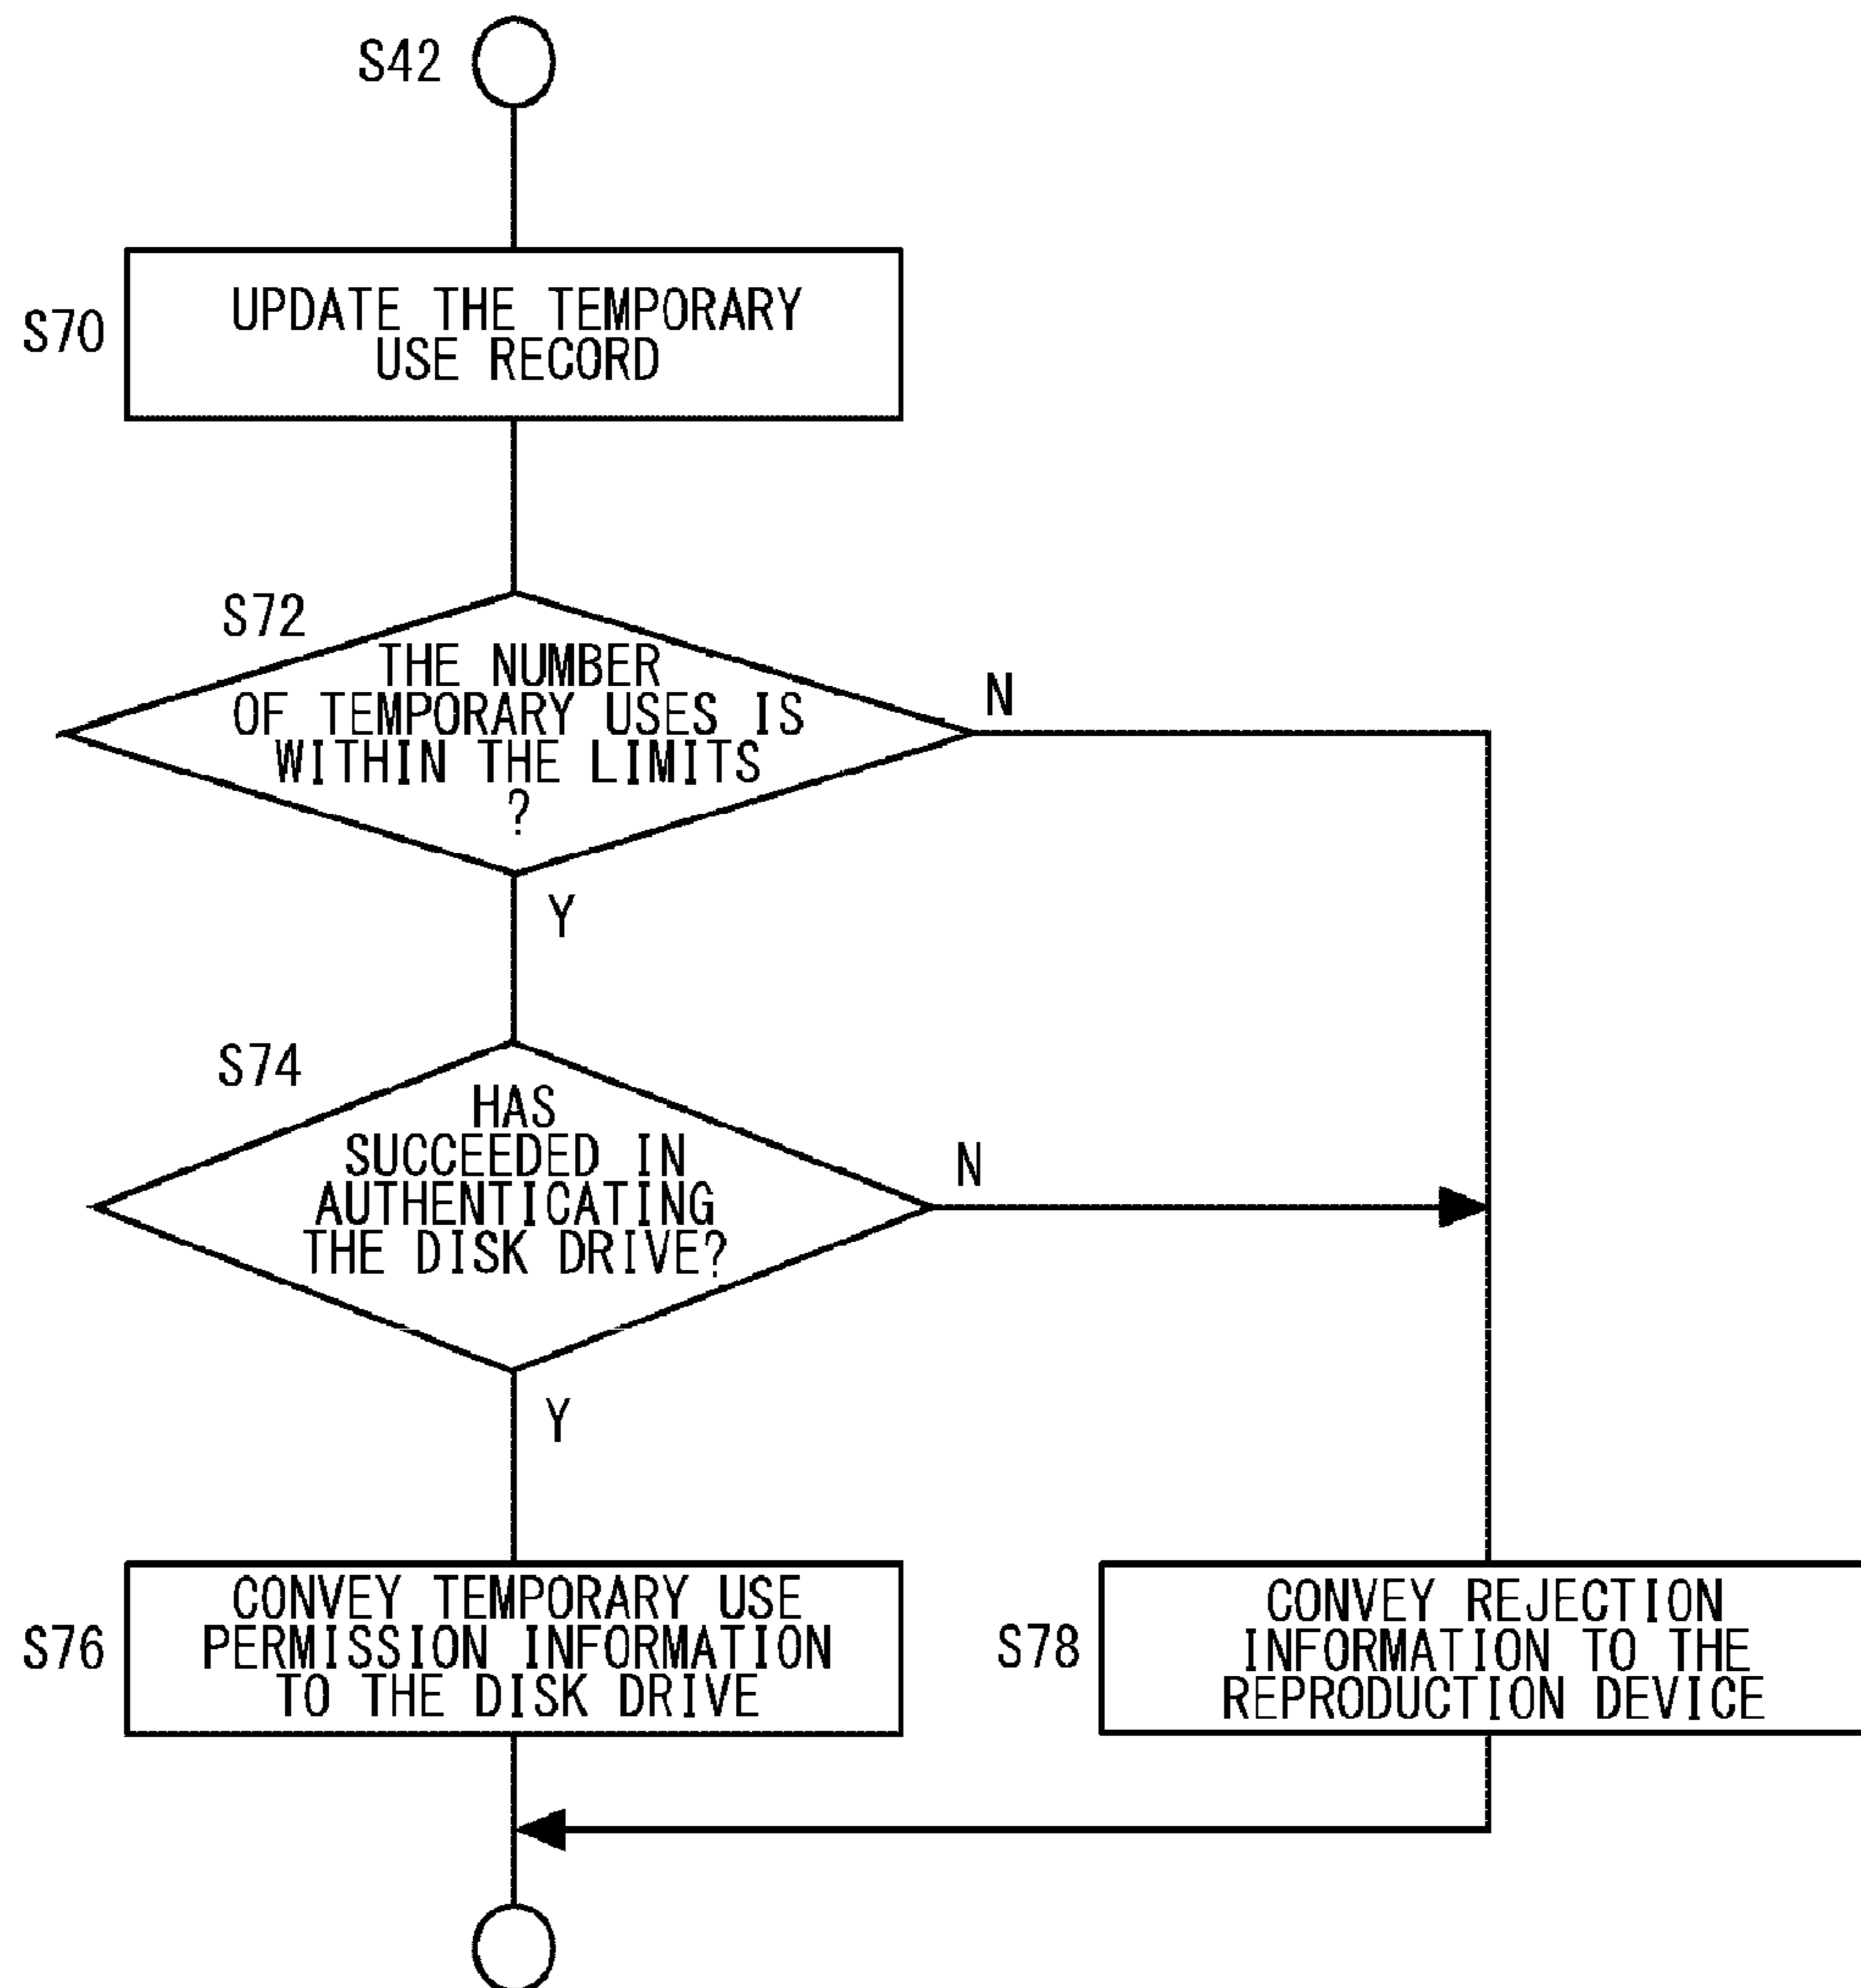 S42
S70
UPDATE THE TEMPORARY
USE RECORD
S72
THE NUMBER
OF TEMPORARY USES IS
WITHIN THE LIMITS
?
N
Y
S74
HAS
SUCCEEDED IN
AUTHENTICATING
THE DISK DRIVE?
N
Y
S76
CONVEY TEMPORARY USE
PERMISSION INFORMATION
TO THE DISK DRIVE
S78
CONVEY REJECTION
INFORMATION TO THE
REPRODUCTION DEVICE